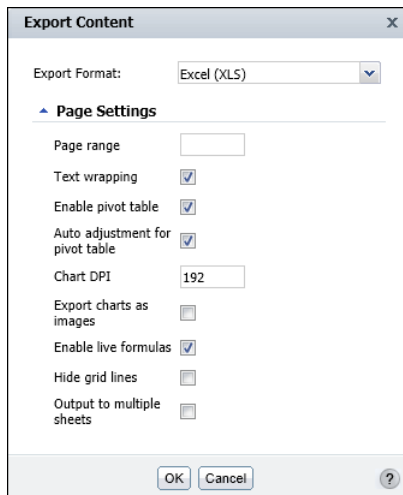 Export Content x
Export Format: Excel (XLS)
Page Settings
Page range
Text wrapping
Enable pivot table
Auto adjustment for
pivot table
Chart DPI 192
Export charts as
images
Enable live formulas
Hide grid lines
Output to multiple
sheets
OK Cancel ?